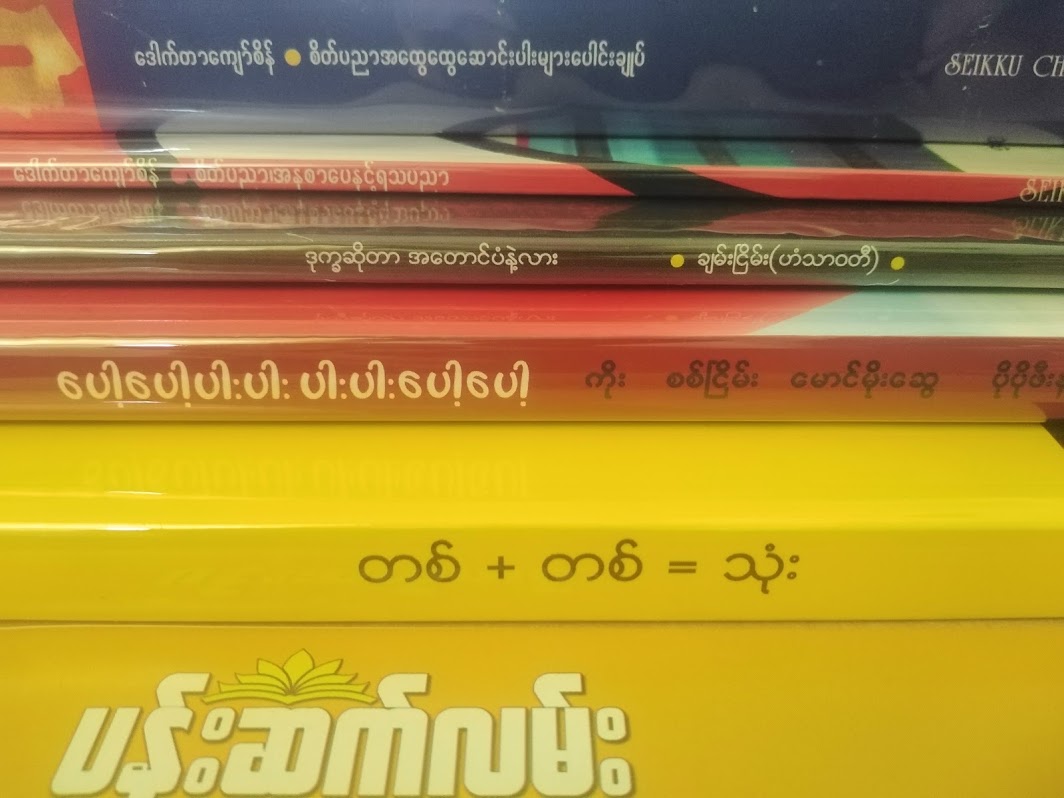 ဒေါက်တာကျော်စိန် ● စိတ်ပညာအထွေထွေဆောင်းပါးများပေါင်းချုပ် SEIKKU CH
ဒေါက်တာကျော်စိန် စိတ်ပညာ၊အနုစာပေနှင့်ရသပညာ SEI
ဒုက္ခဆိုတာ အတောင်ပံနဲ့လား ● ချမ်းငြိမ်း(ဟံသာဝတီ) ●
ပေါ့ပေါ့ပါးပါး ပါးပါးပေါ့ပေါ့ ကိုး စစ်ငြိမ်း မောင်မိုးဆွေ
တစ် + တစ် = သုံး
ပန်းဆက်လမ်း